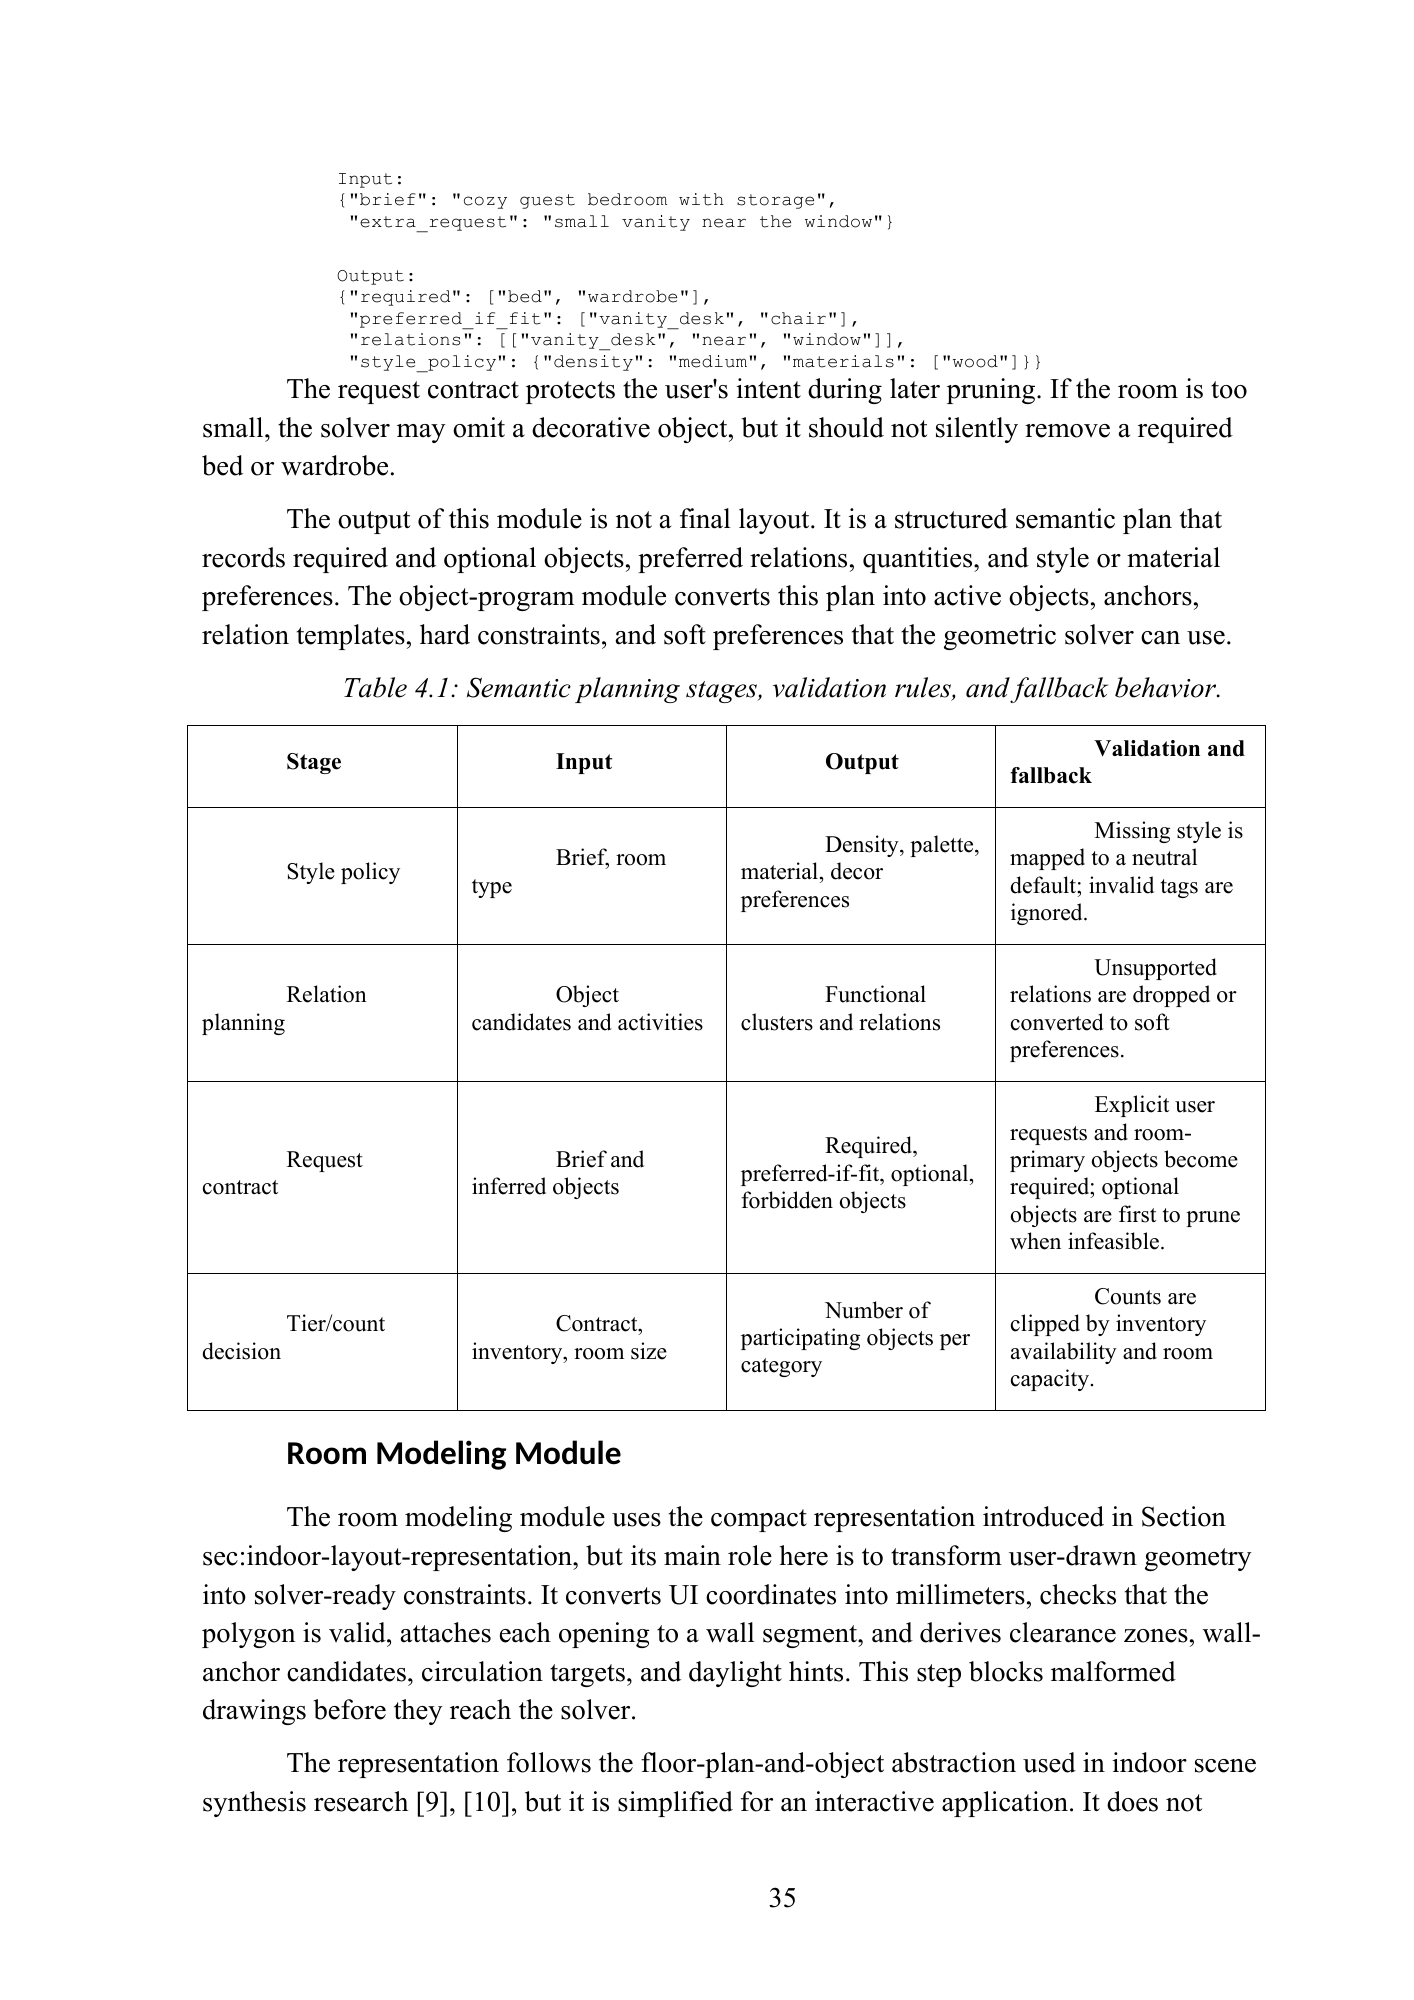 Input:
{"brief": "cozy guest bedroom with storage",
"extra_request": "small vanity near the window"}
Output:
{"required": ["bed", "wardrobe"],
"preferred_if_fit": ["vanity_desk", "chair"],
"relations": [["vanity_desk", "near", "window"]],
"style_policy": {"density": "medium", "materials": ["wood"]}}
The request contract protects the user's intent during later pruning. If the room is too
small, the solver may omit a decorative object, but it should not silently remove a required
bed or wardrobe.
The output of this module is not a final layout. It is a structured semantic plan that
records required and optional objects, preferred relations, quantities, and style or material
preferences. The object-program module converts this plan into active objects, anchors,
relation templates, hard constraints, and soft preferences that the geometric solver can use.
Table 4.1: Semantic planning stages, validation rules, and fallback behavior.
Stage
Input
Output
Validation and
fallback
Style policy
Brief, room
type
Density, palette,
material, decor
preferences
Missing style is
mapped to a neutral
default; invalid tags are
ignored.
Relation
planning
Object
candidates and activities
Functional
clusters and relations
Unsupported
relations are dropped or
converted to soft
preferences.
Request
contract
Brief and
inferred objects
Required,
preferred-if-fit, optional,
forbidden objects
Explicit user
requests and room-
primary objects become
required; optional
objects are first to prune
when infeasible.
Tier/count
decision
Contract,
inventory, room size
Number of
participating objects per
category
Counts are
clipped by inventory
availability and room
capacity.
Room Modeling Module
The room modeling module uses the compact representation introduced in Section
sec:indoor-layout-representation, but its main role here is to transform user-drawn geometry
into solver-ready constraints. It converts UI coordinates into millimeters, checks that the
polygon is valid, attaches each opening to a wall segment, and derives clearance zones, wall-
anchor candidates, circulation targets, and daylight hints. This step blocks malformed
drawings before they reach the solver.
The representation follows the floor-plan-and-object abstraction used in indoor scene
synthesis research [9], [10], but it is simplified for an interactive application. It does not
35